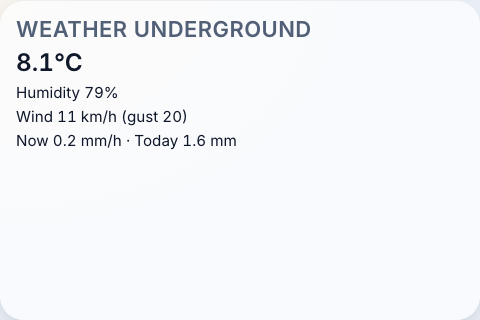 WEATHER UNDERGROUND
8.1°C
Humidity 79%
Wind 11 km/h (gust 20)
Now 0.2 mm/h · Today 1.6 mm